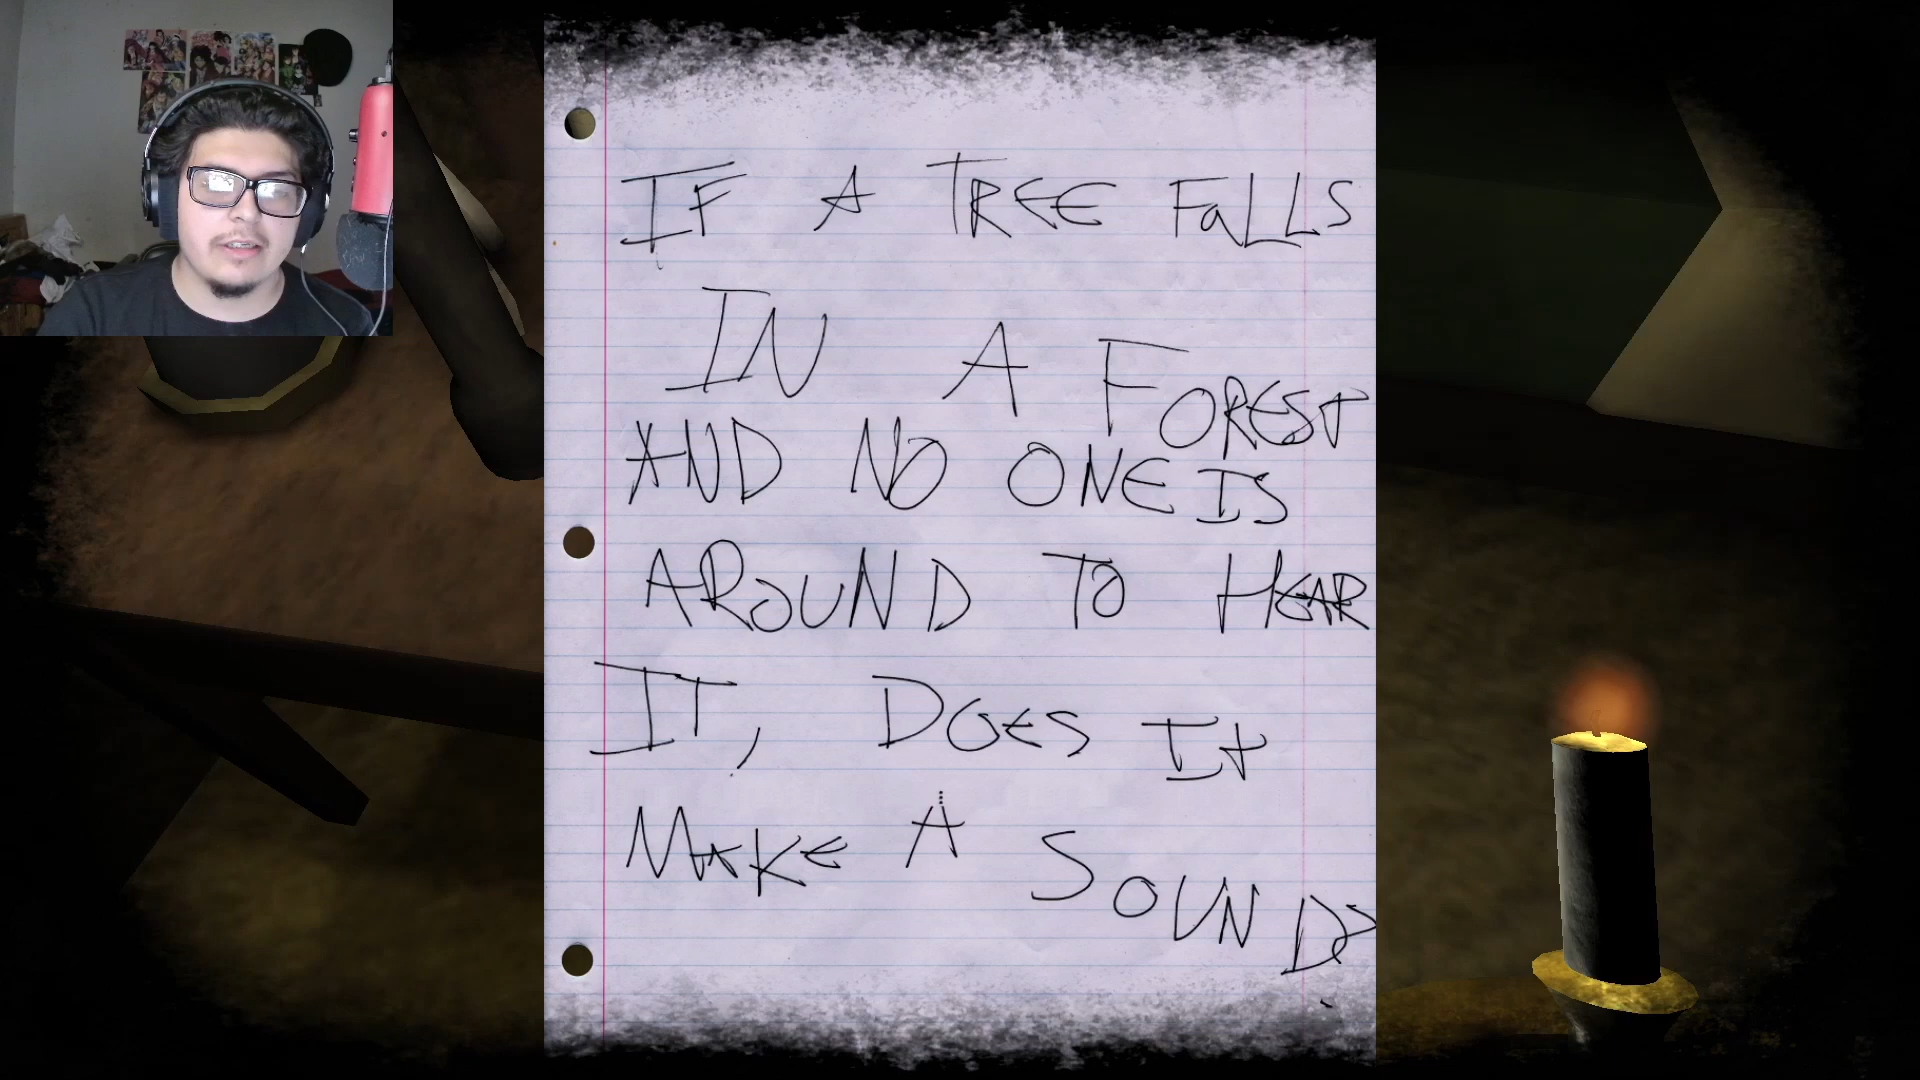 IF A TREE FaLLS
IN A FOREST
AND NO ONE IS
AROUND TO HEAR
IT, DOES It
MAKE A SOUND?